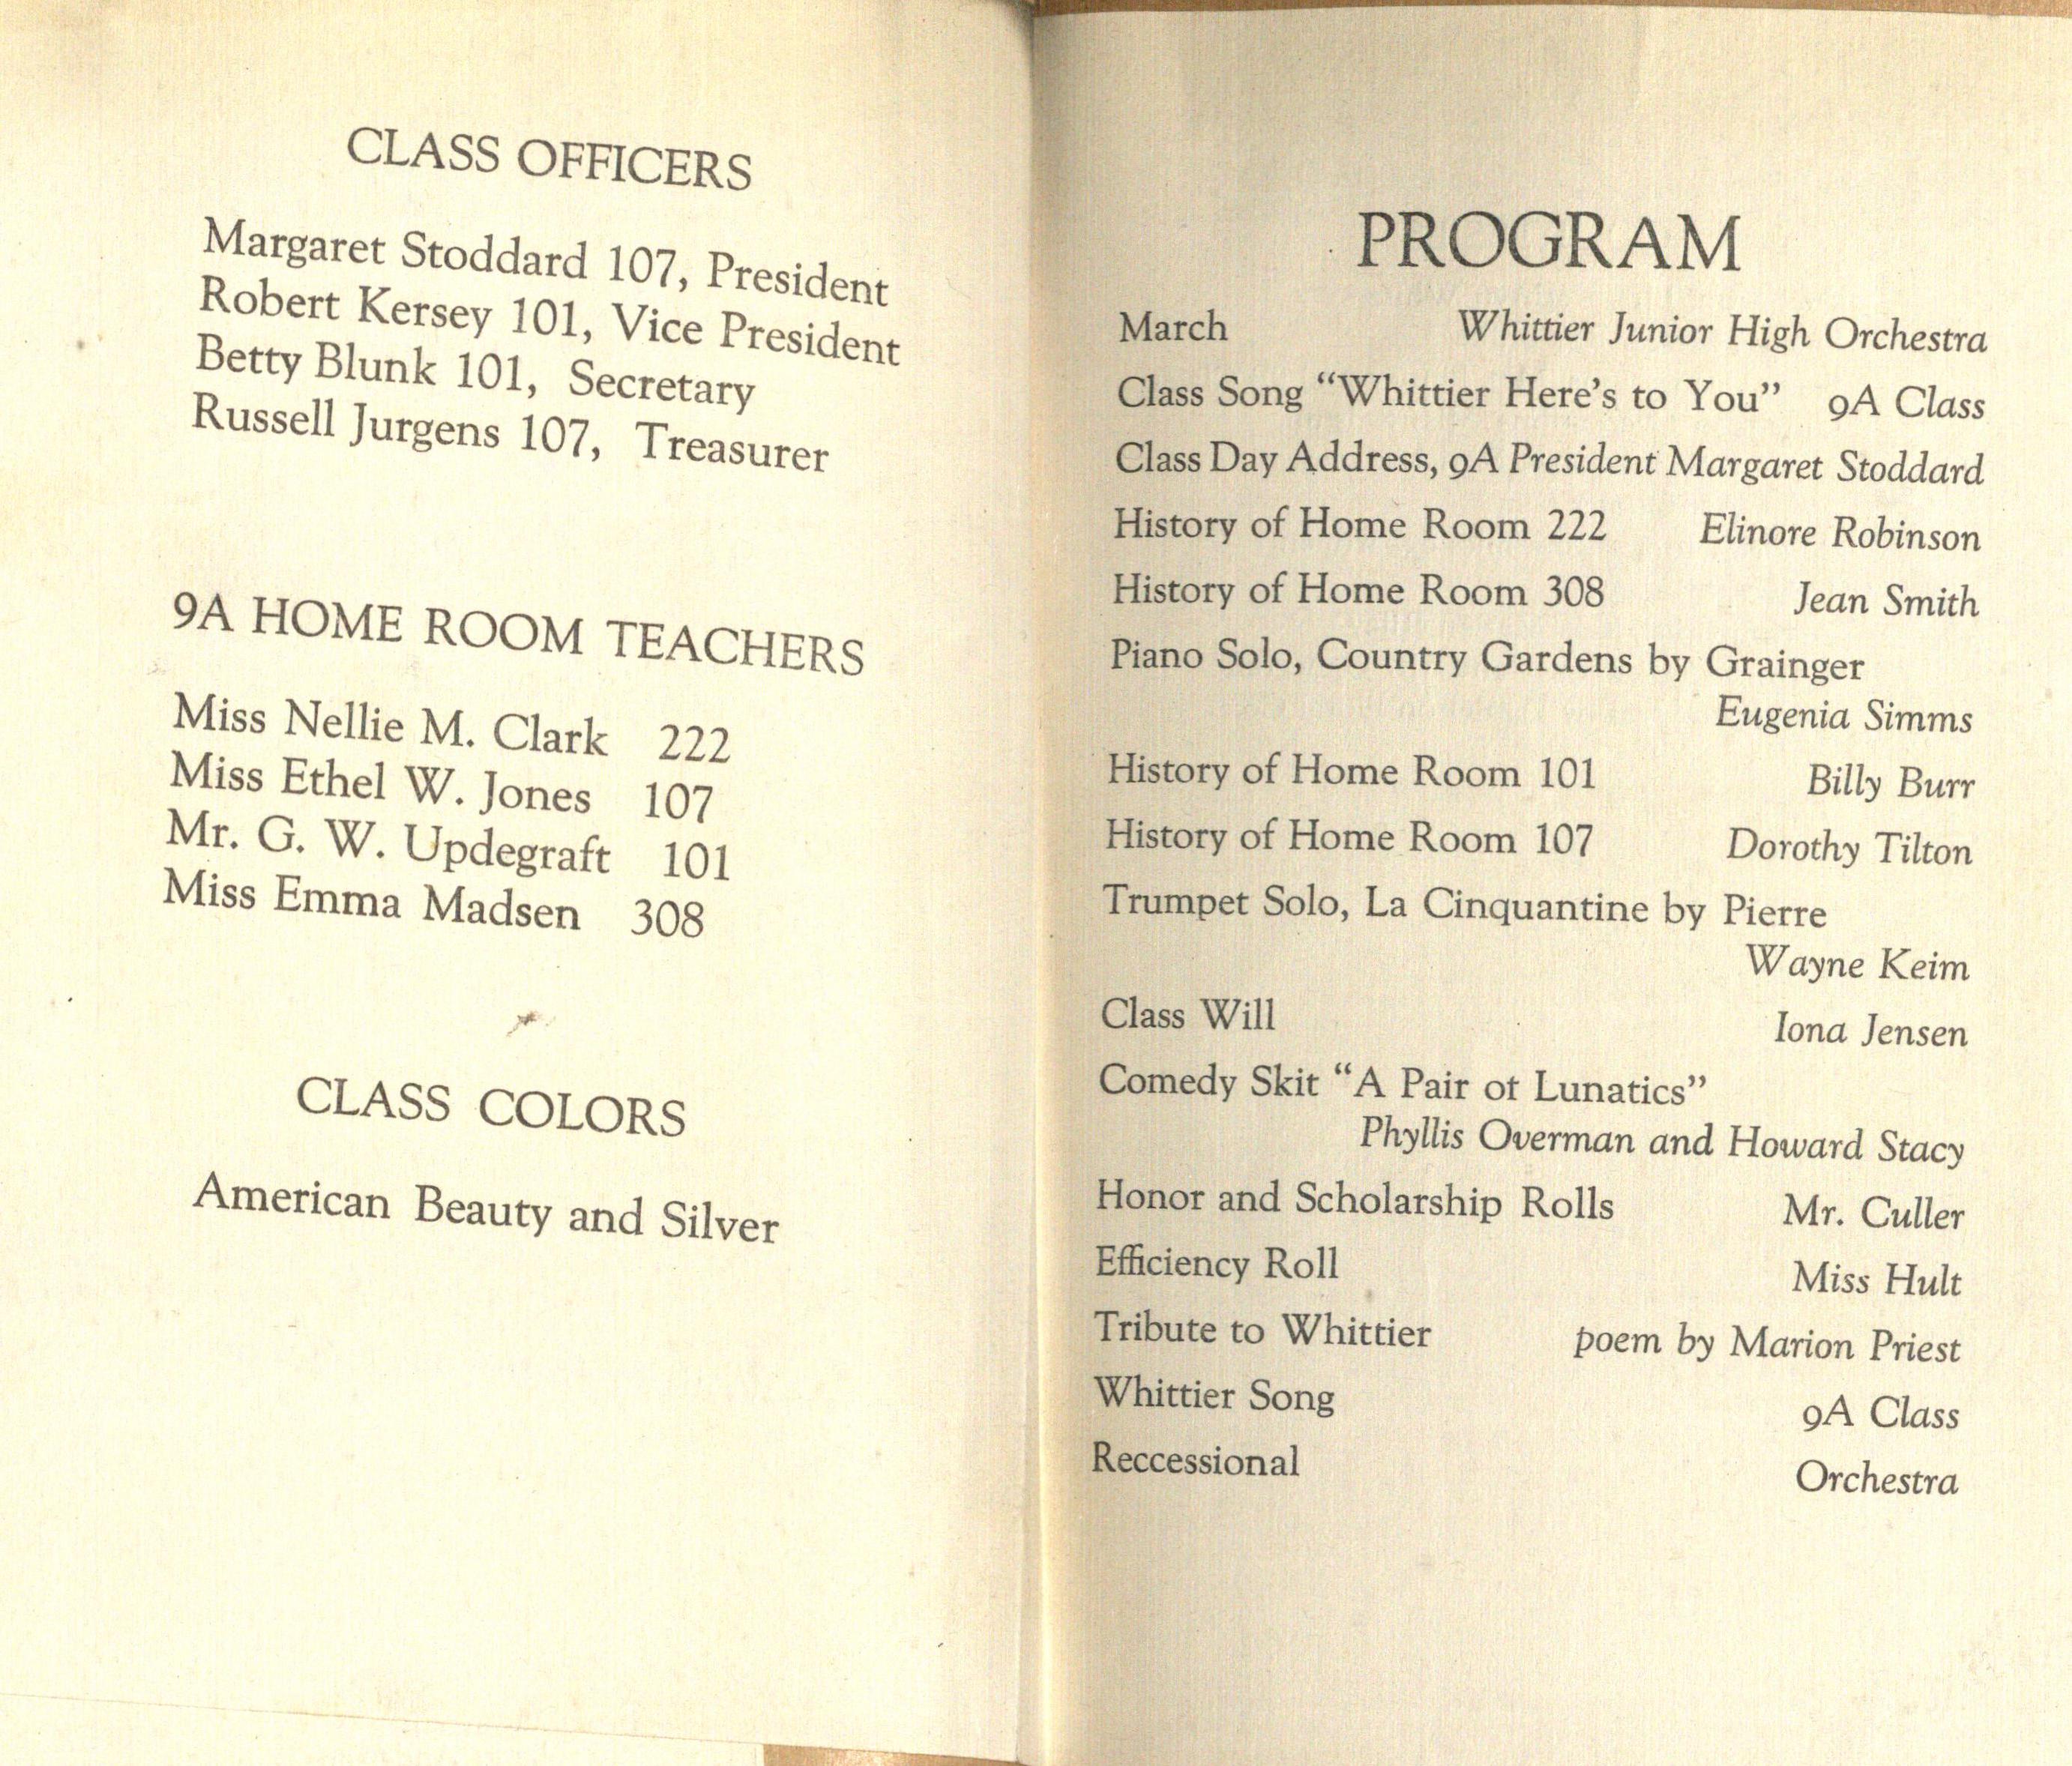 CLASS OFFICERS
Margaret Stoddard 107, President
Robert Kersey 101, Vice President
Betty Blunk 101, Secretary
Russell Jurgens 107, Treasurer
9A HOME ROOM TEACHERS
Miss Nellie M. Clark 222
Miss Ethel W. Jones 107
Mr. G. W. Updegraft 101
Miss Emma Madsen 308
CLASS COLORS
American Beauty and Silver
PROGRAM
March Whittier Junior High Orchestra
Class Song “Whittier Here’s to You” 9A Class
Class Day Address, 9A President Margaret Stoddard
History of Home Room 222 Elinore Robinson
History of Home Room 308 Jean Smith
Piano Solo, Country Gardens by Grainger
Eugenia Simms
History of Home Room 101 Billy Burr
History of Home Room 107 Dorothy Tilton
Trumpet Solo, La Cinquantine by Pierre
Wayne Keim
Class Will Iona Jensen
Comedy Skit “A Pair ot Lunatics”
Phyllis Overman and Howard Stacy
Honor and Scholarship Rolls Mr. Culler
Efficiency Roll Miss Hult
Tribute to Whittier poem by Marion Priest
Whittier Song 9A Class
Reccessional Orchestra